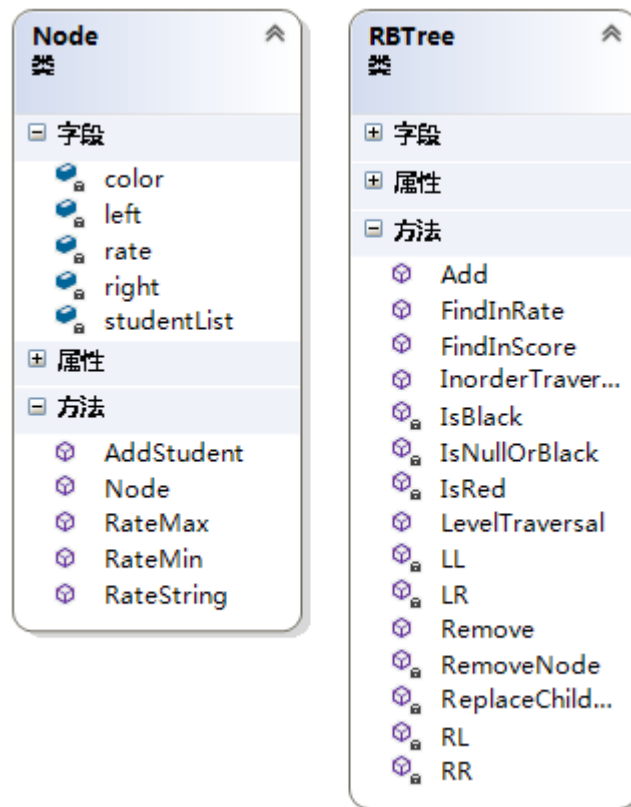 Node
类
字段
color
left
rate
right
studentList
属性
方法
AddStudent
Node
RateMax
RateMin
RateString
RBTree
类
字段
属性
方法
Add
FindInRate
FindInScore
InorderTraver...
IsBlack
IsNullOrBlack
IsRed
LevelTraversal
LL
LR
Remove
RemoveNode
ReplaceChild...
RL
RR